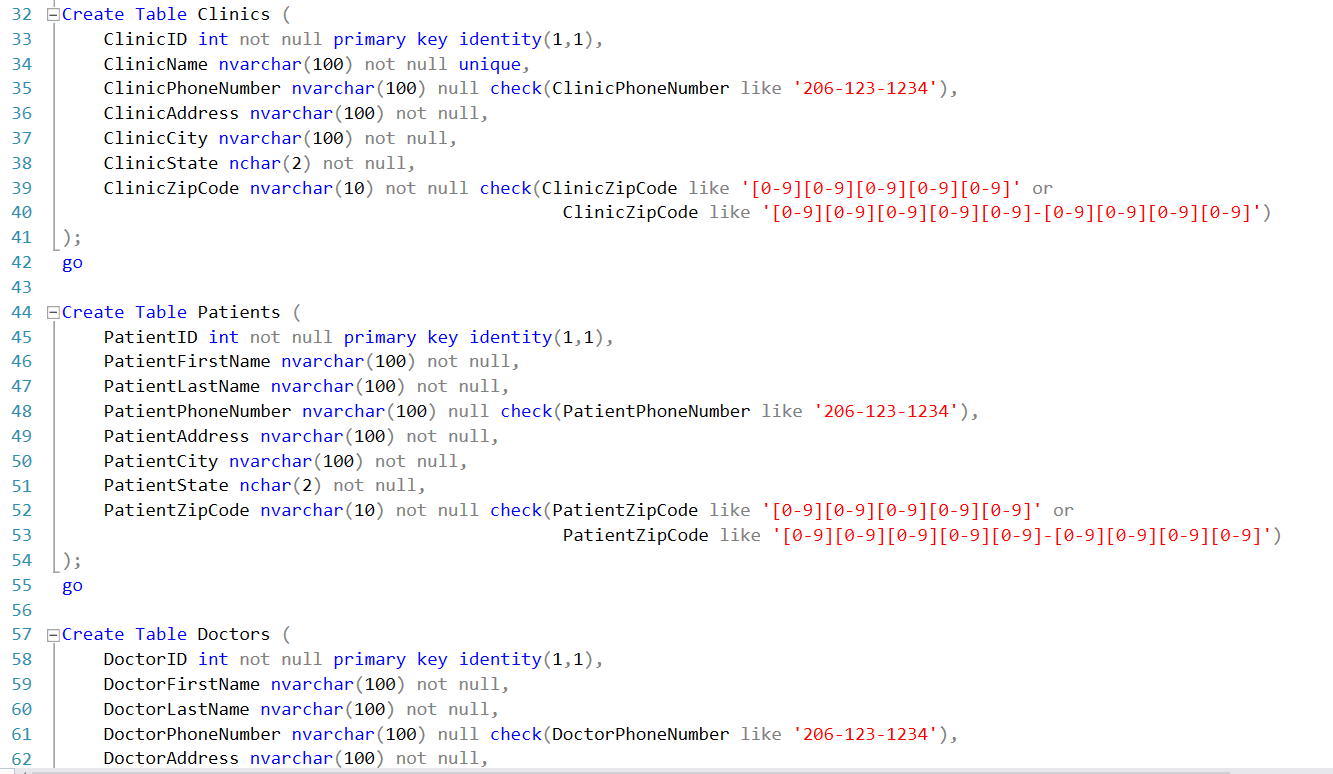 32 Create Table Clinics (
33 ClinicID int not null primary key identity(1,1),
34 ClinicName nvarchar(100) not null unique,
35 ClinicPhoneNumber nvarchar(100) null check(ClinicPhoneNumber like '206-123-1234'),
36 ClinicAddress nvarchar(100) not null,
37 ClinicCity nvarchar(100) not null,
38 ClinicState nchar(2) not null,
39 ClinicZipCode nvarchar(10) not null check(ClinicZipCode like '[0-9][0-9][0-9][0-9][0-9]' or
40 ClinicZipCode like '[0-9][0-9][0-9][0-9][0-9]-[0-9][0-9][0-9][0-9]')
41 );
42 go
43
44 Create Table Patients (
45 PatientID int not null primary key identity(1,1),
46 PatientFirstName nvarchar(100) not null,
47 PatientLastName nvarchar(100) not null,
48 PatientPhoneNumber nvarchar(100) null check(PatientPhoneNumber like '206-123-1234'),
49 PatientAddress nvarchar(100) not null,
50 PatientCity nvarchar(100) not null,
51 PatientState nchar(2) not null,
52 PatientZipCode nvarchar(10) not null check(PatientZipCode like '[0-9][0-9][0-9][0-9][0-9]' or
53 PatientZipCode like '[0-9][0-9][0-9][0-9][0-9]-[0-9][0-9][0-9][0-9]')
54 );
55 go
56
57 Create Table Doctors (
58 DoctorID int not null primary key identity(1,1),
59 DoctorFirstName nvarchar(100) not null,
60 DoctorLastName nvarchar(100) not null,
61 DoctorPhoneNumber nvarchar(100) null check(DoctorPhoneNumber like '206-123-1234'),
62 DoctorAddress nvarchar(100) not null,